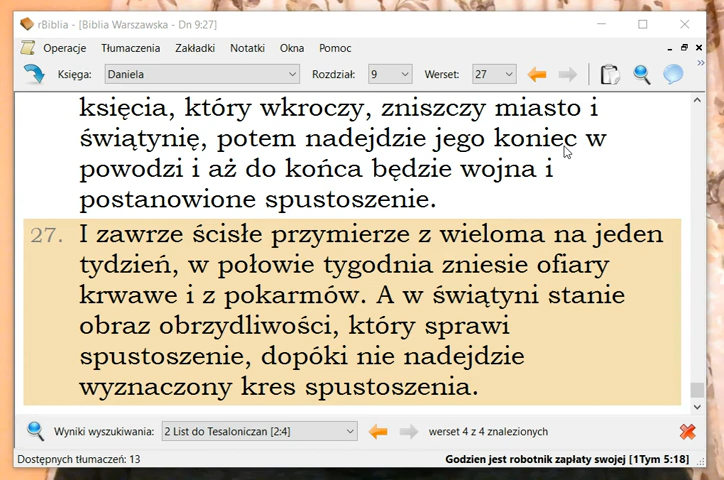 rBiblia - [Biblia Warszawska - Dn 9:27]
Operacje Tłumaczenia Zakładki Notatki Okna Pomoc
Księga: Daniela Rozdział: 9 Werset: 27
księcia, który wkroczy, zniszczy miasto i
świątynię, potem nadejdzie jego koniec w
powodzi i aż do końca będzie wojna i
postanowione spustoszenie.
27. I zawrze ścisłe przymierze z wieloma na jeden
tydzień, w połowie tygodnia zniesie ofiary
krwawe i z pokarmów. A w świątyni stanie
obraz obrzydliwości, który sprawi
spustoszenie, dopóki nie nadejdzie
wyznaczony kres spustoszenia.
Wyniki wyszukiwania: 2 List do Tesaloniczan [2:4] werset 4 z 4 znalezionych
Dostępnych tłumaczeń: 13 Godzien jest robotnik zapłaty swojej [1Tym 5:18]